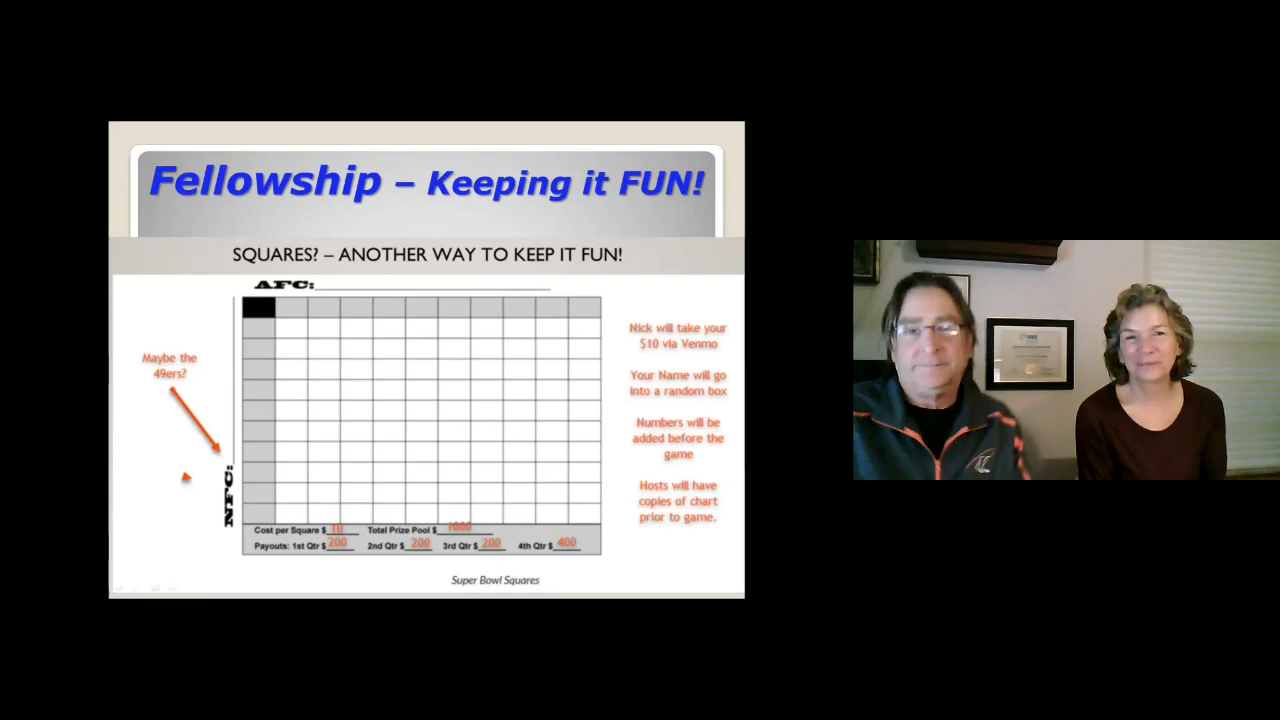 Fellowship – Keeping it FUN!
SQUARES? – ANOTHER WAY TO KEEP IT FUN!
AFC:
Maybe the
49ers?
NFC:
Nick will take your
$10 via Venmo
Your Name will go
into a random box
Numbers will be
added before the
game
Hosts will have
copies of chart
prior to game.
Cost per Square $ 10 Total Prize Pool $ 1000
Payouts: 1st Qtr $ 200 2nd Qtr $ 200 3rd Qtr $ 200 4th Qtr $ 400
Super Bowl Squares